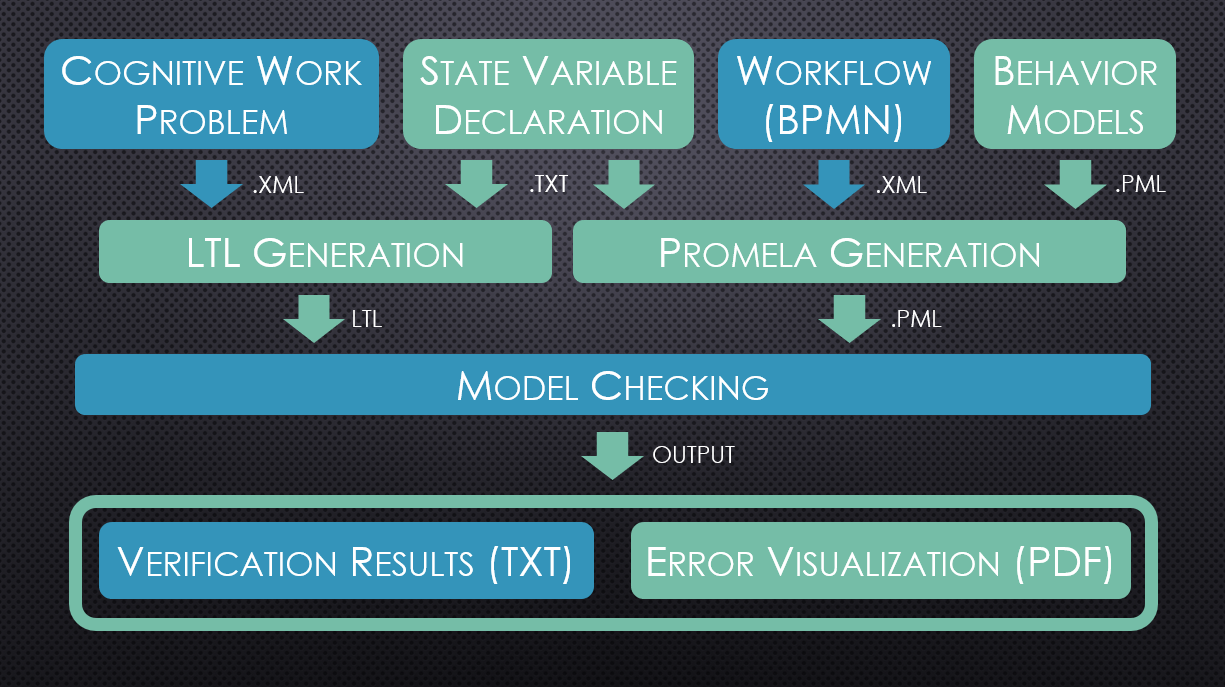 Cognitive Work
Problem
State Variable
Declaration
Workflow
(BPMN)
Behavior
Models
.XML
.TXT
.XML
.PML
LTL Generation
Promela Generation
LTL
.PML
Model Checking
OUTPUT
Verification Results (TXT)
Error Visualization (PDF)